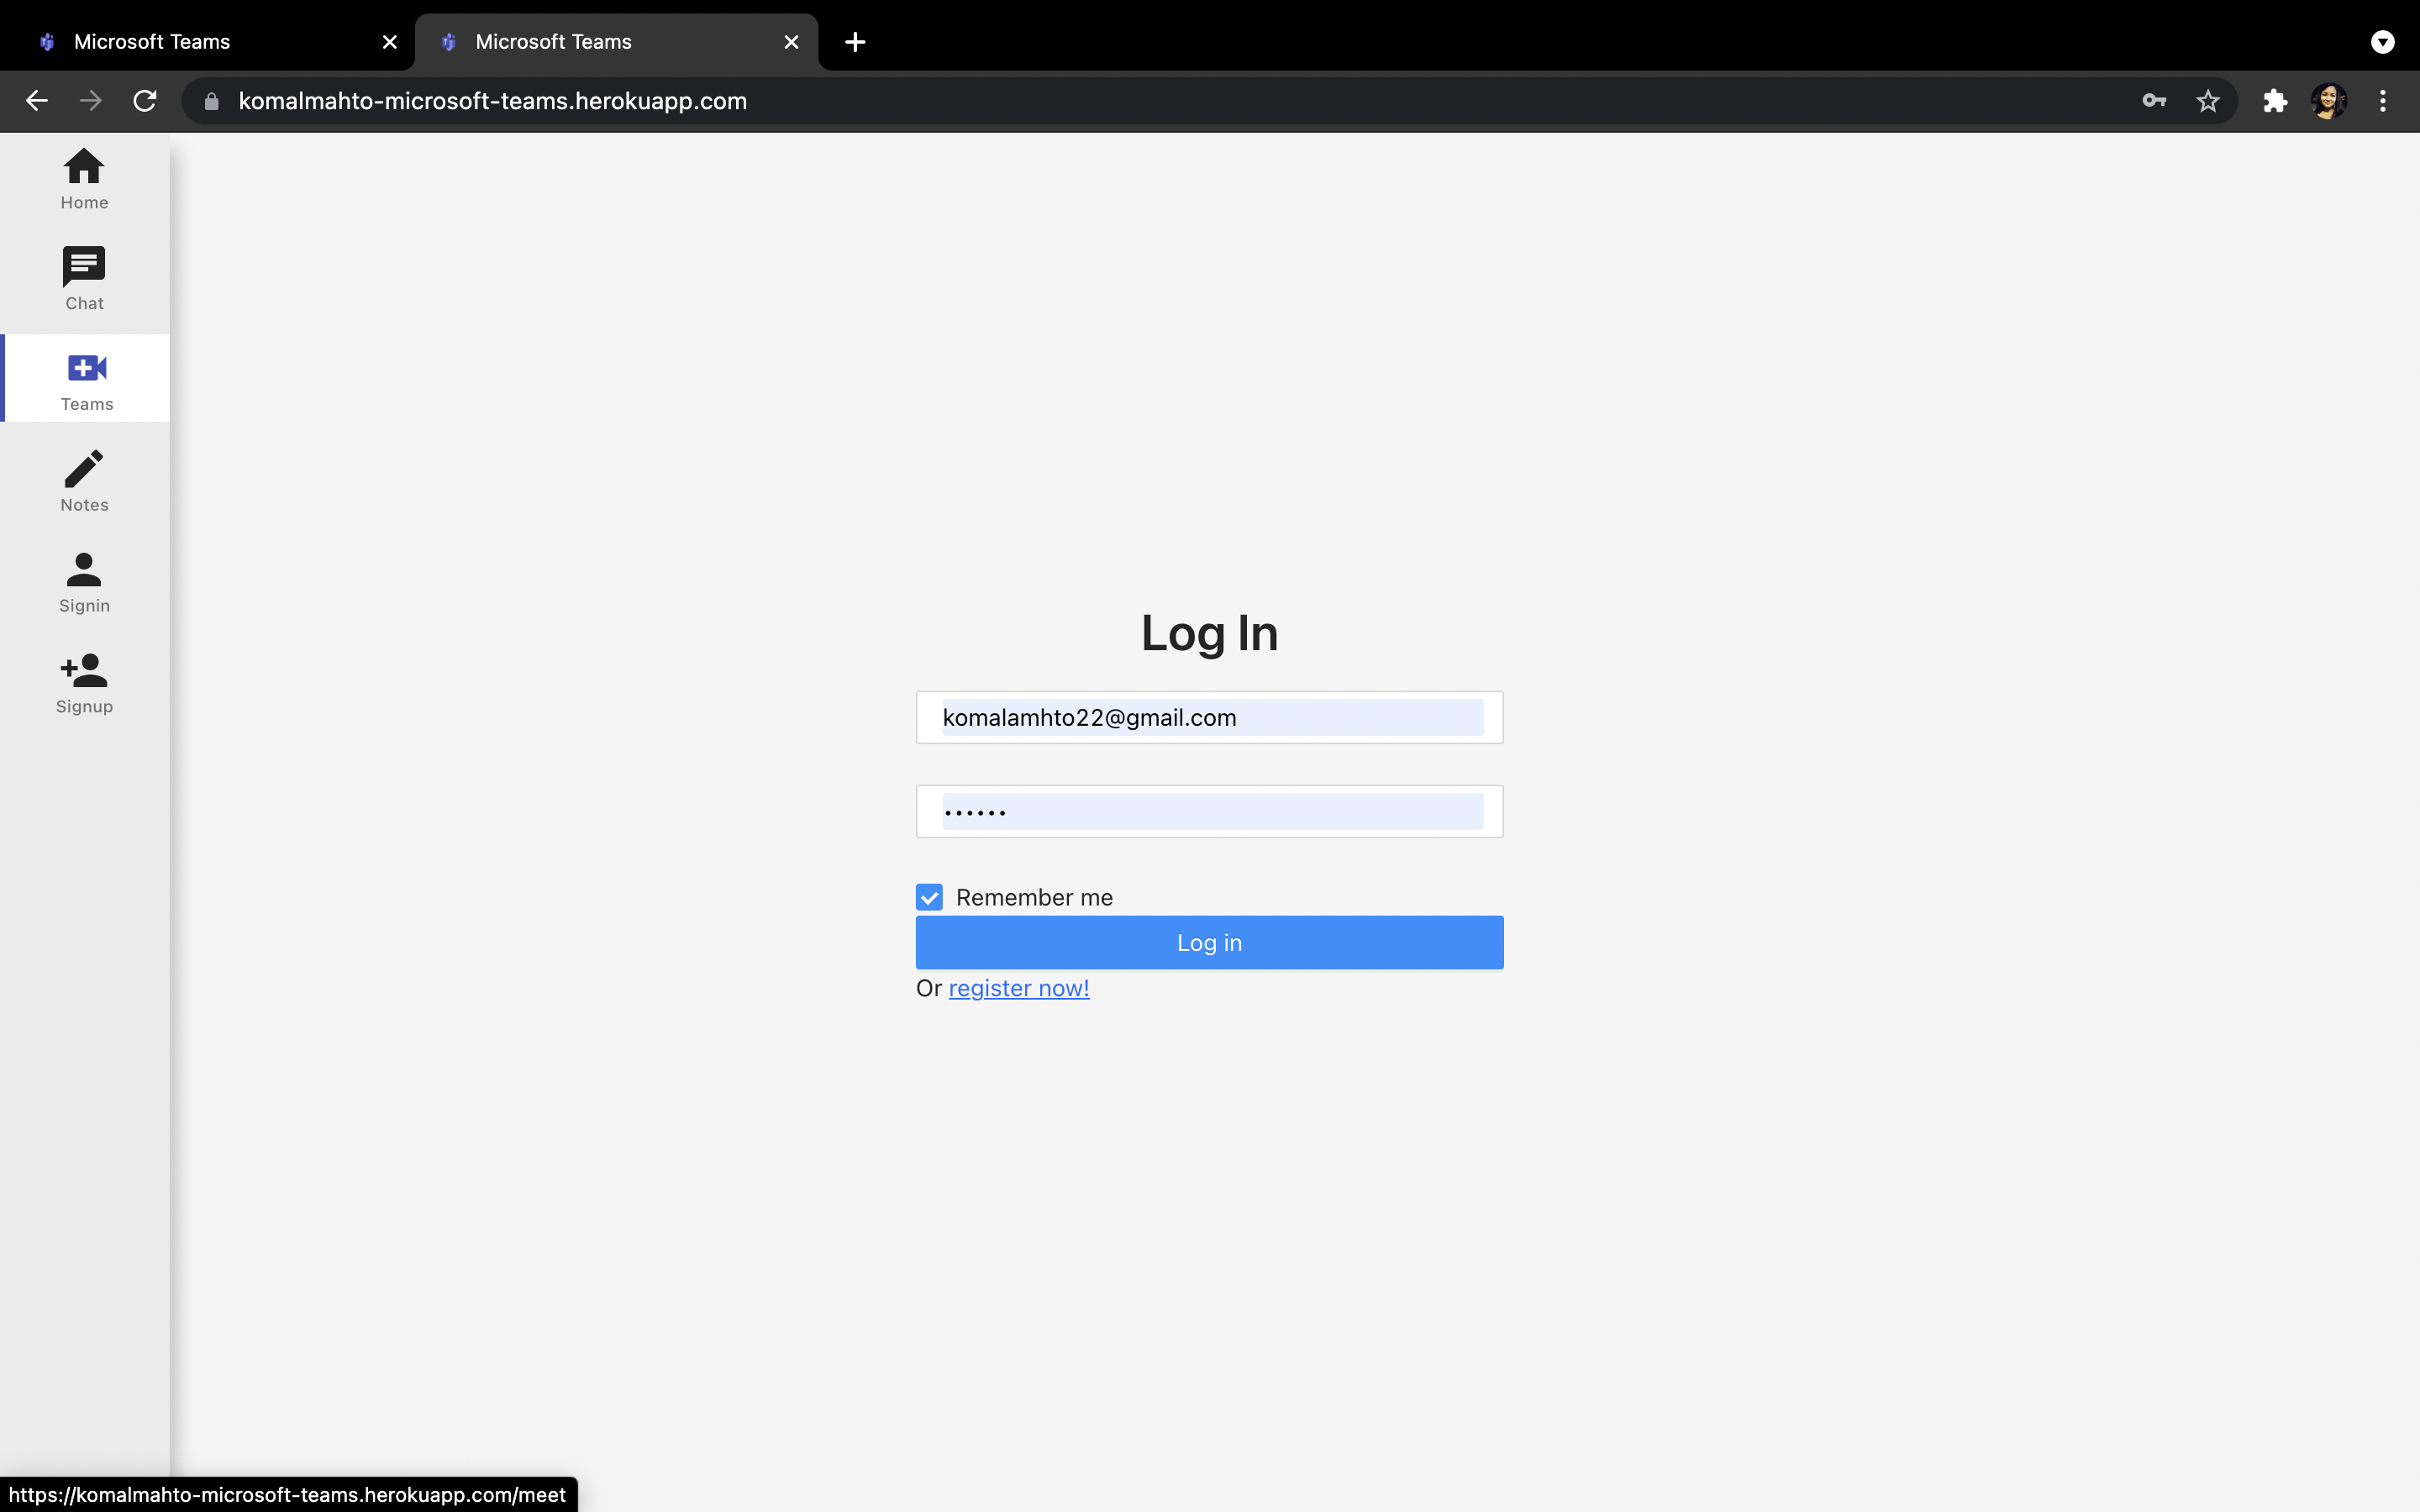 Microsoft Teams
Microsoft Teams
komalmahto-microsoft-teams.herokuapp.com
Home
Chat
Teams
Notes
Signin
Signup
Log In
komalamhto22@gmail.com
••••••
Remember me
Log in
Or register now!
https://komalmahto-microsoft-teams.herokuapp.com/meet